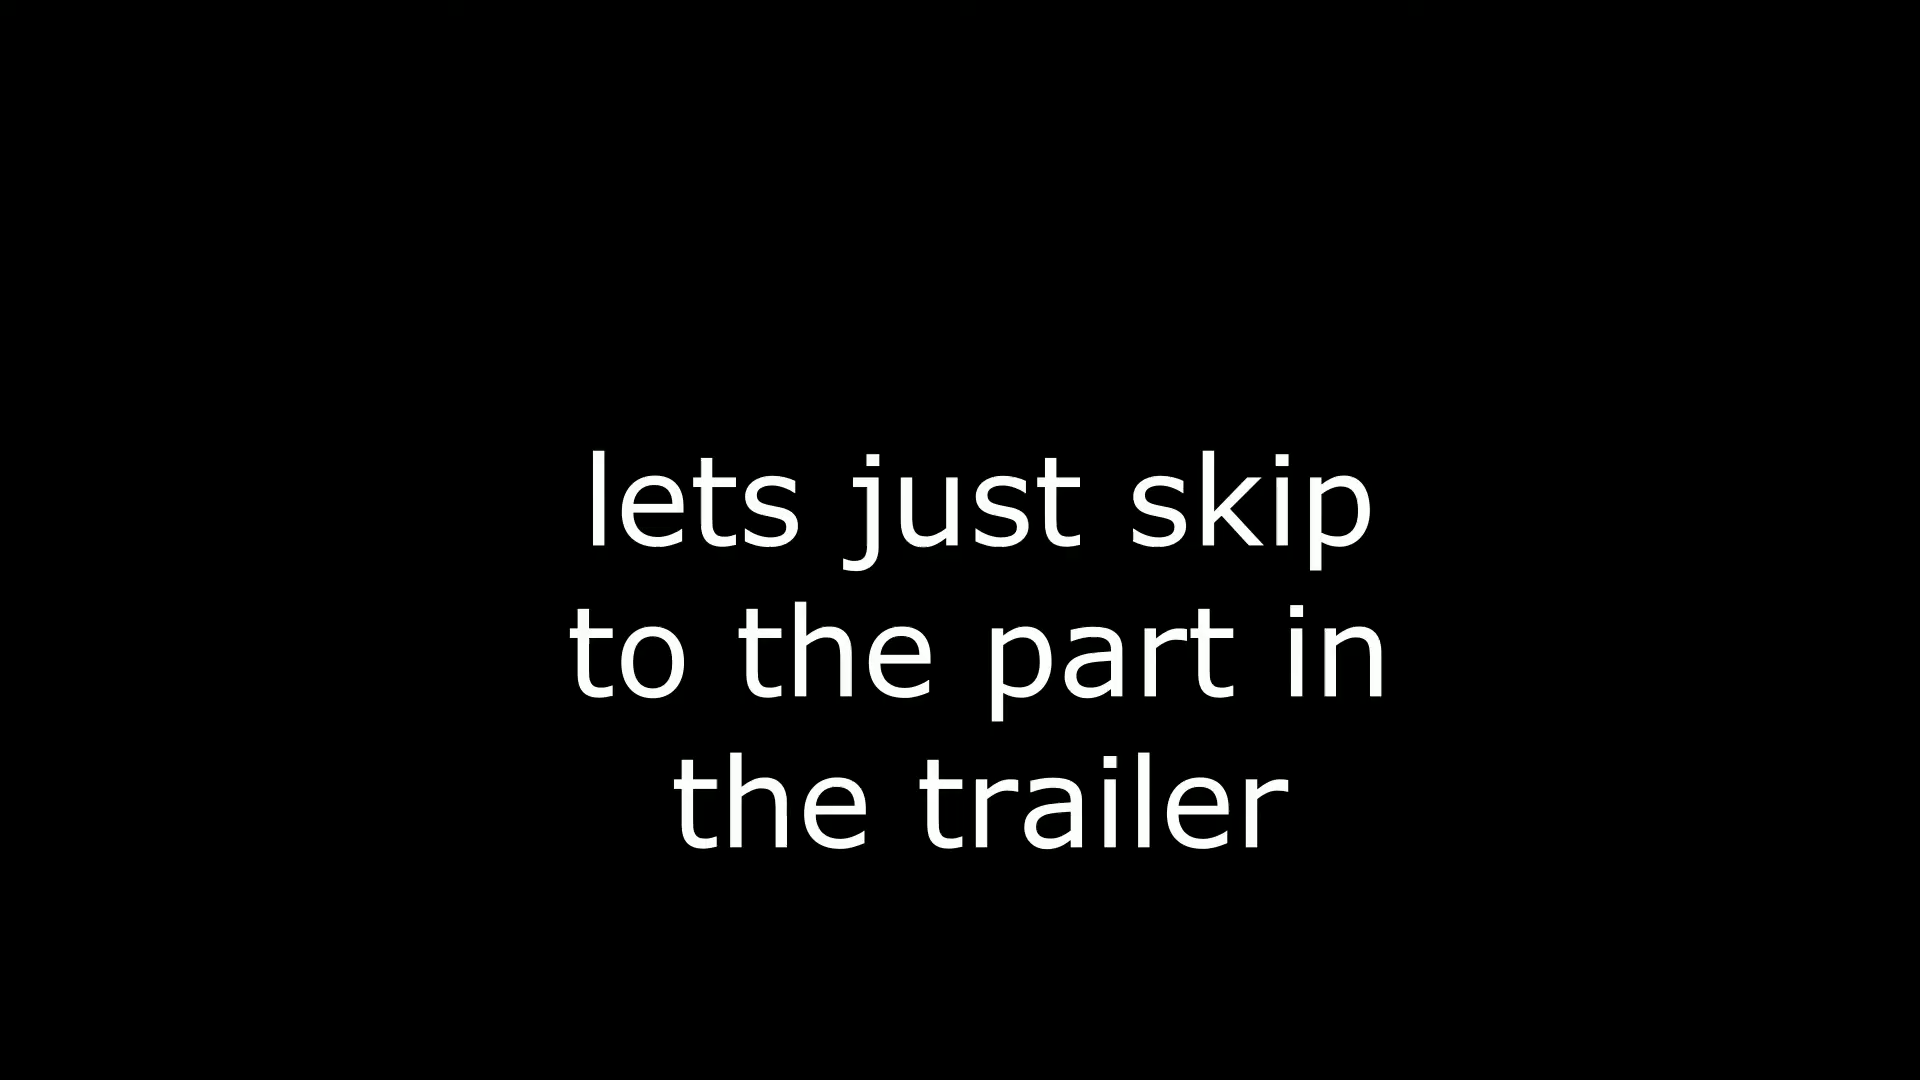 lets just skip
to the part in
the trailer